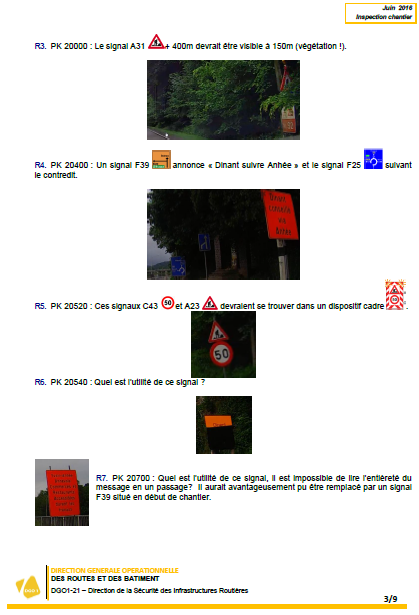 Juin 2016
Inspection chantier
R3. PK 20000 : Le signal A31 + 400m devrait être visible à 150m (végétation !).
R4. PK 20400 : Un signal F39 annonce « Dinant suivre Anhée » et le signal F25 suivant
le contredit.
R5. PK 20520 : Ces signaux C43 50 et A23 devraient se trouver dans un dispositif cadre 50 .
50
R6. PK 20540 : Quel est l'utilité de ce signal ?
R7. PK 20700 : Quel est l'utilité de ce signal, il est impossible de lire l'entièreté du
message en un passage? Il aurait avantageusement pu être remplacé par un signal
F39 situé en début de chantier.
DIRECTION GENERALE OPERATIONNELLE
DES ROUTES ET DES BATIMENT
DGO1-21 – Direction de la Sécurité des Infrastructures Routières
DGO 1
3/9